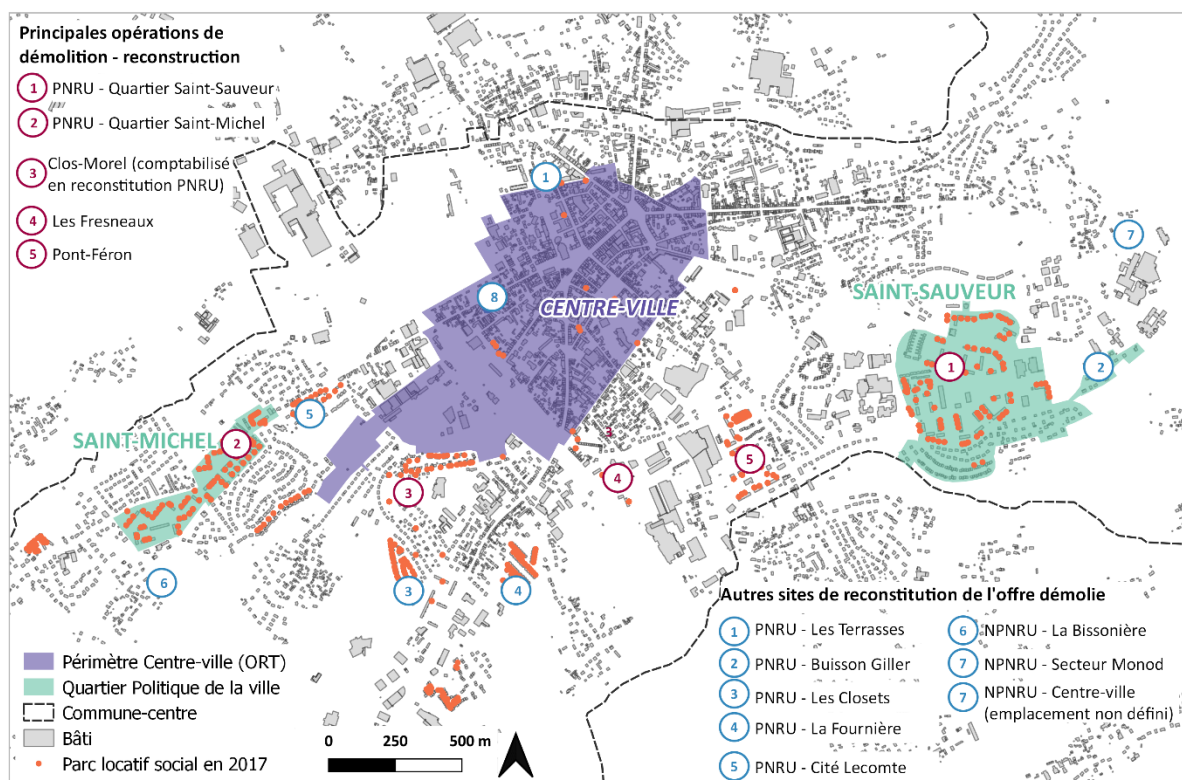 Principales opérations de
démolition - reconstruction
1 PNRU - Quartier Saint-Sauveur
2 PNRU - Quartier Saint-Michel
3 Clos-Morel (comptabilisé
en reconstitution PNRU)
4 Les Fresneaux
5 Pont-Féron
1
7
8
CENTRE-VILLE
SAINT-SAUVEUR
1
2
5
SAINT-MICHEL
2
3
5
4
3
6
3
4
Périmètre Centre-ville (ORT)
Quartier Politique de la ville
Commune-centre
Bâti
Parc locatif social en 2017
0 250 500 m
Autres sites de reconstitution de l'offre démolie
1 PNRU - Les Terrasses
2 PNRU - Buisson Giller
3 PNRU - Les Closets
4 PNRU - La Fournière
5 PNRU - Cité Lecomte
6 NPNRU - La Bissonière
7 NPNRU - Secteur Monod
7 NPNRU - Centre-ville
(emplacement non défini)